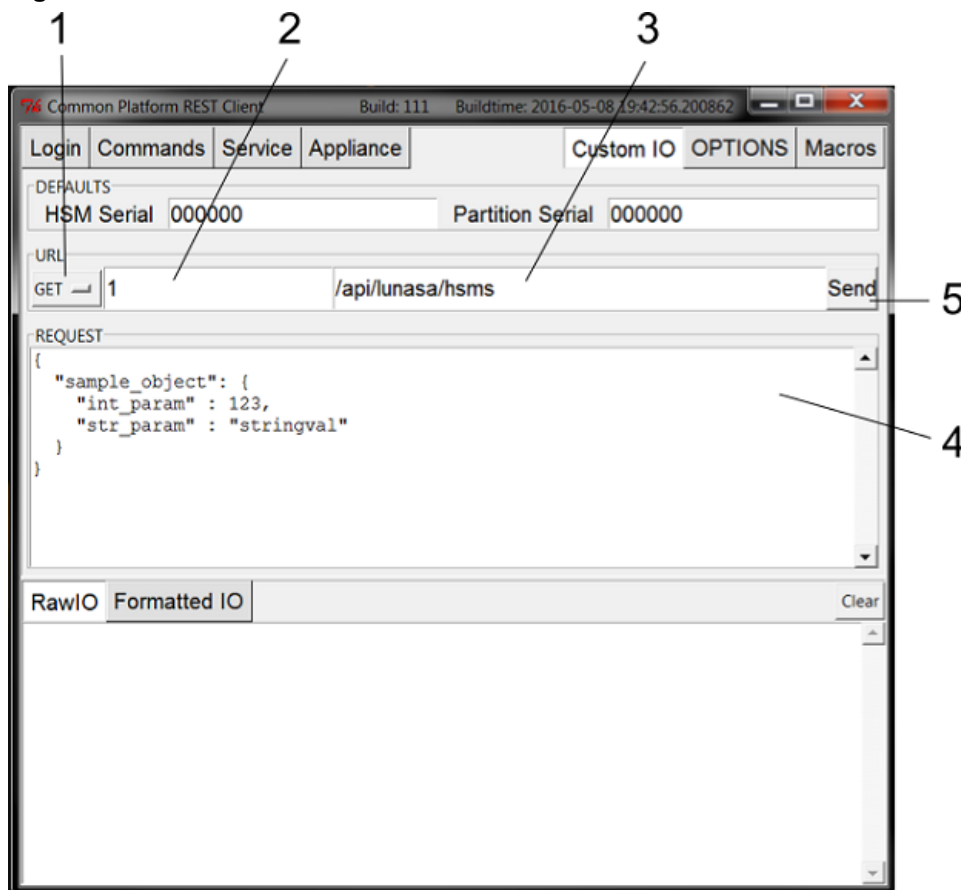 1 2 3
Common Platform REST Client Build: 111 Buildtime: 2016-05-08 19:42:56.200862
Login Commands Service Appliance Custom IO OPTIONS Macros
DEFAULTS
HSM Serial 000000 Partition Serial 000000
URL
GET 1 /api/lunasa/hsms Send 5
REQUEST
{
"sample_object": {
"int_param" : 123,
"str_param" : "stringval"
}
}
4
RawIO Formatted IO Clear